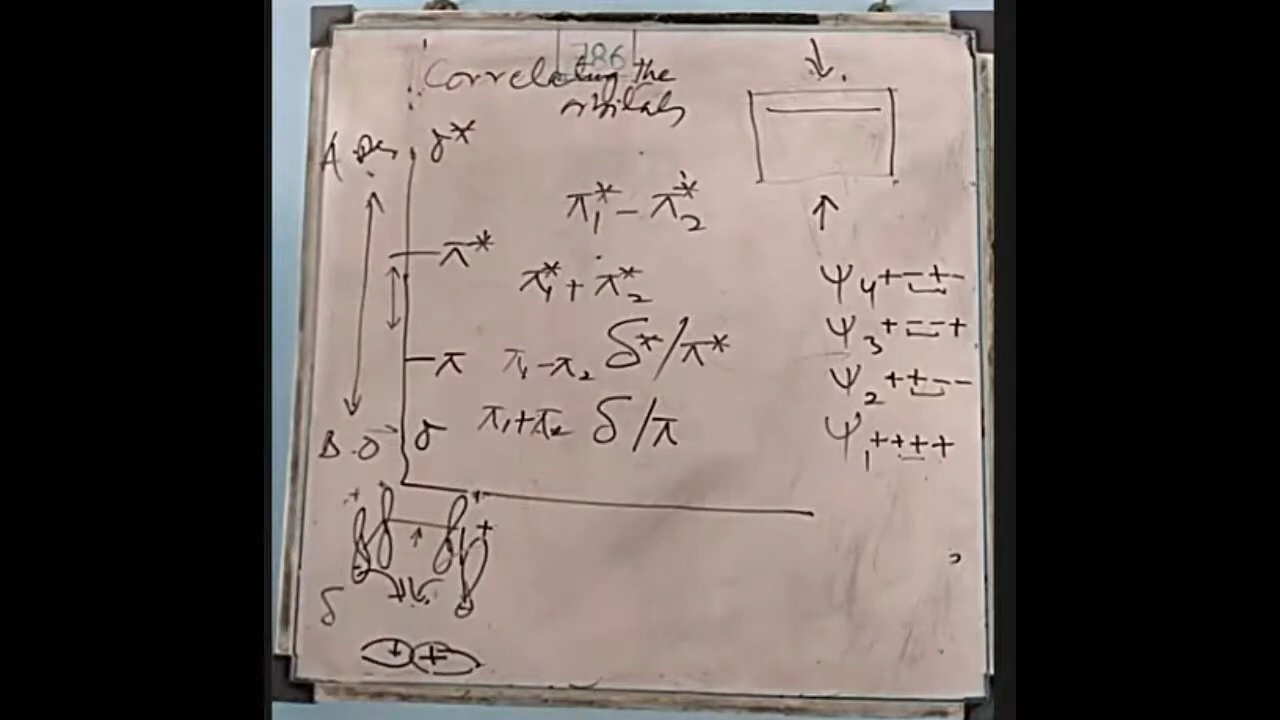 786
Correlating the
orbitals
δ*
π₁* – π₂*
π*
π₁* + π₂*
π π₁–π₂ δ*/π*
B.O δ π₁+π₂ δ/π
Ψ₄ + – + –
Ψ₃ + – – +
Ψ₂ + + – –
Ψ₁ + + + +
+ + +
+
δ
+ +